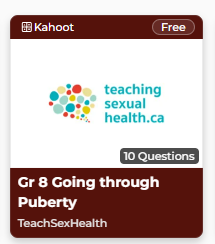 Kahoot
Free
teaching
sexual
health.ca
10 Questions
Gr 8 Going through
Puberty
TeachSexHealth